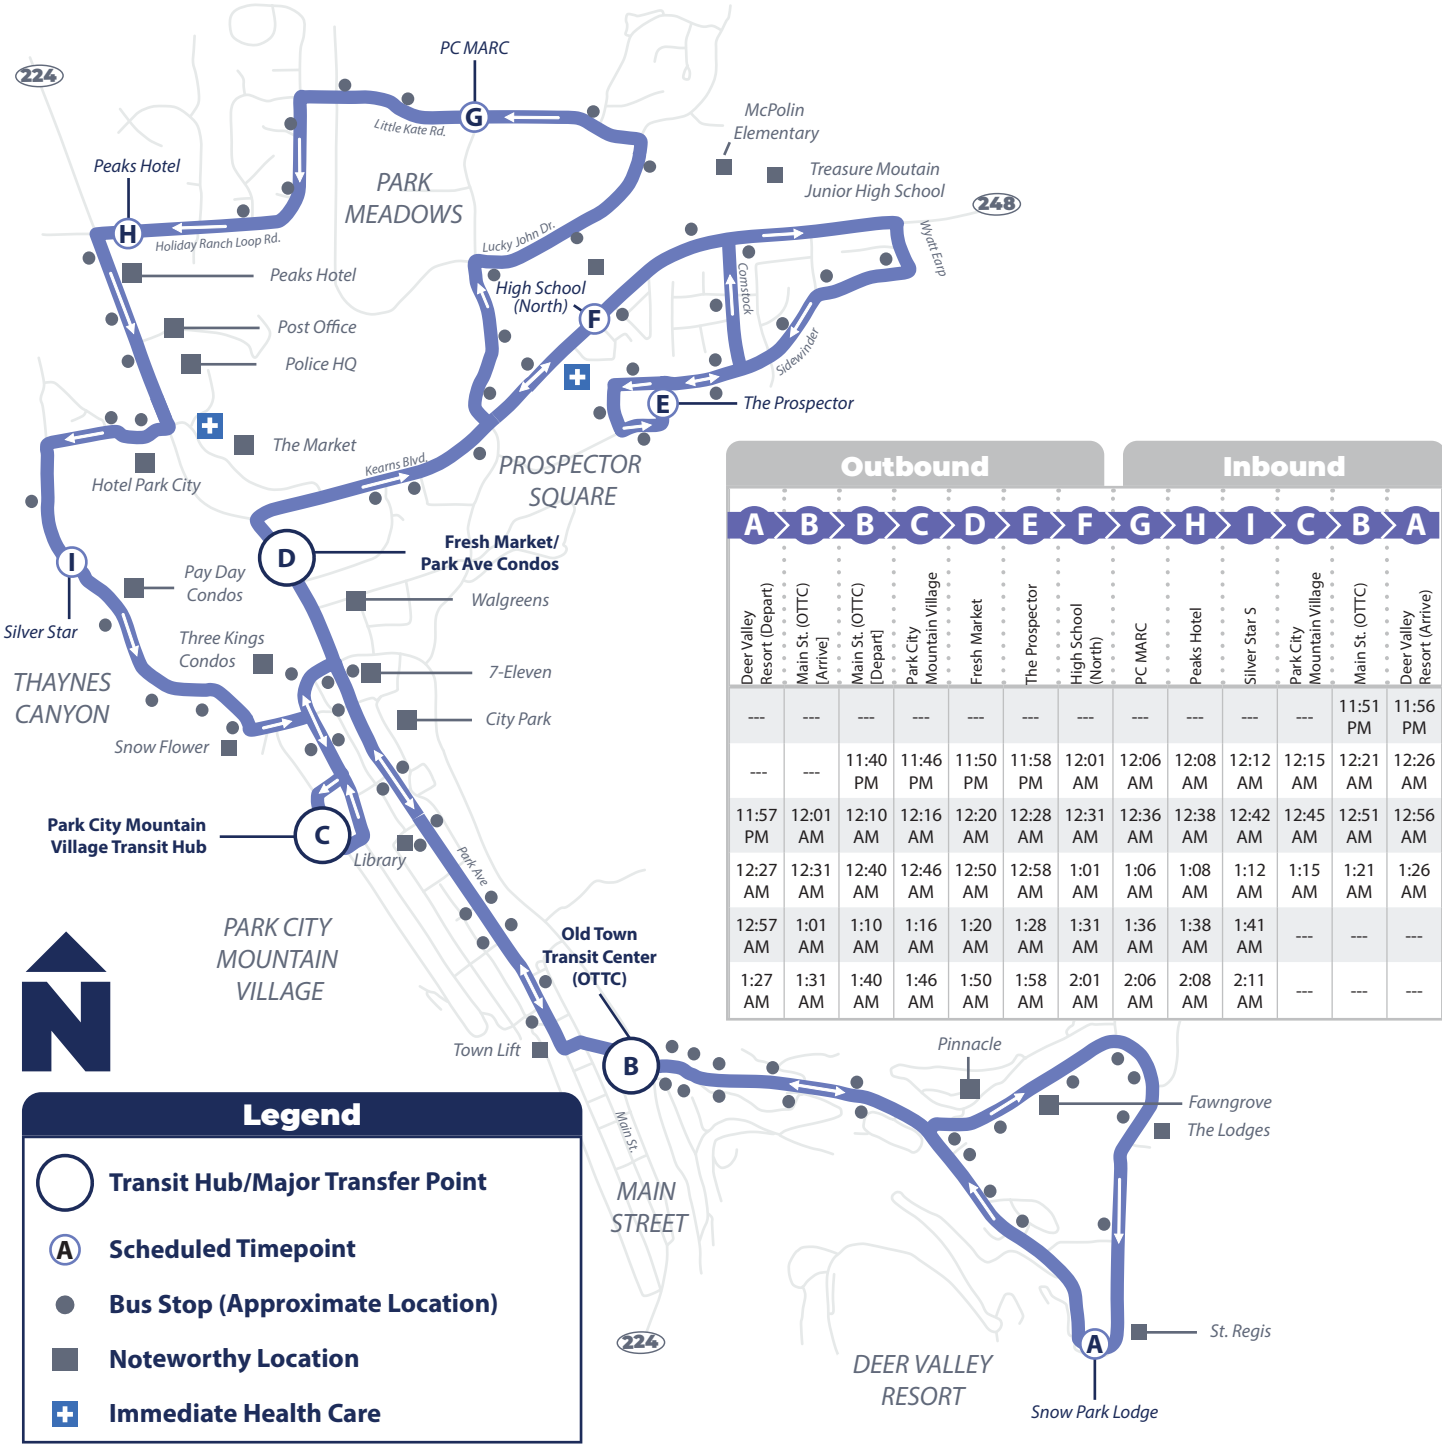 PC MARC
224
G
Little Kate Rd.
McPolin
Elementary
Peaks Hotel
PARK
MEADOWS
Treasure Moutain
Junior High School
248
H
Holiday Ranch Loop Rd.
Lucky John Dr.
Wyatt Earp
Peaks Hotel
High School
(North)
Comstock
F
Post Office
Sidewinder
Police HQ
E
The Prospector
The Market
Kearns Blvd.
PROSPECTOR
SQUARE
Hotel Park City
D
Fresh Market/
Park Ave Condos
I
Pay Day
Condos
Walgreens
Silver Star
Three Kings
Condos
7-Eleven
THAYNES
CANYON
City Park
Snow Flower
Park City Mountain
Village Transit Hub
C
Library
Park Ave
PARK CITY
MOUNTAIN
VILLAGE
Old Town
Transit Center
(OTTC)
N
Town Lift
B
Main St.
MAIN
STREET
224
Pinnacle
Fawngrove
The Lodges
St. Regis
A
DEER VALLEY
RESORT
Snow Park Lodge
Outbound Inbound
A B B C D E F G H I C B A
Deer Valley
Resort (Depart)
Main St. (OTTC)
[Arrive]
Main St. (OTTC)
[Depart]
Park City
Mountain Village
Fresh Market
The Prospector
High School
(North)
PC MARC
Peaks Hotel
Silver Star S
Park City
Mountain Village
Main St. (OTTC)
Deer Valley
Resort (Arrive)
--- --- --- --- --- --- --- --- --- --- --- 11:51 PM 11:56 PM
--- --- 11:40 PM 11:46 PM 11:50 PM 11:58 PM 12:01 AM 12:06 AM 12:08 AM 12:12 AM 12:15 AM 12:21 AM 12:26 AM
11:57 PM 12:01 AM 12:10 AM 12:16 AM 12:20 AM 12:28 AM 12:31 AM 12:36 AM 12:38 AM 12:42 AM 12:45 AM 12:51 AM 12:56 AM
12:27 AM 12:31 AM 12:40 AM 12:46 AM 12:50 AM 12:58 AM 1:01 AM 1:06 AM 1:08 AM 1:12 AM 1:15 AM 1:21 AM 1:26 AM
12:57 AM 1:01 AM 1:10 AM 1:16 AM 1:20 AM 1:28 AM 1:31 AM 1:36 AM 1:38 AM 1:41 AM --- --- ---
1:27 AM 1:31 AM 1:40 AM 1:46 AM 1:50 AM 1:58 AM 2:01 AM 2:06 AM 2:08 AM 2:11 AM --- --- ---
Legend
Transit Hub/Major Transfer Point
A Scheduled Timepoint
Bus Stop (Approximate Location)
Noteworthy Location
Immediate Health Care